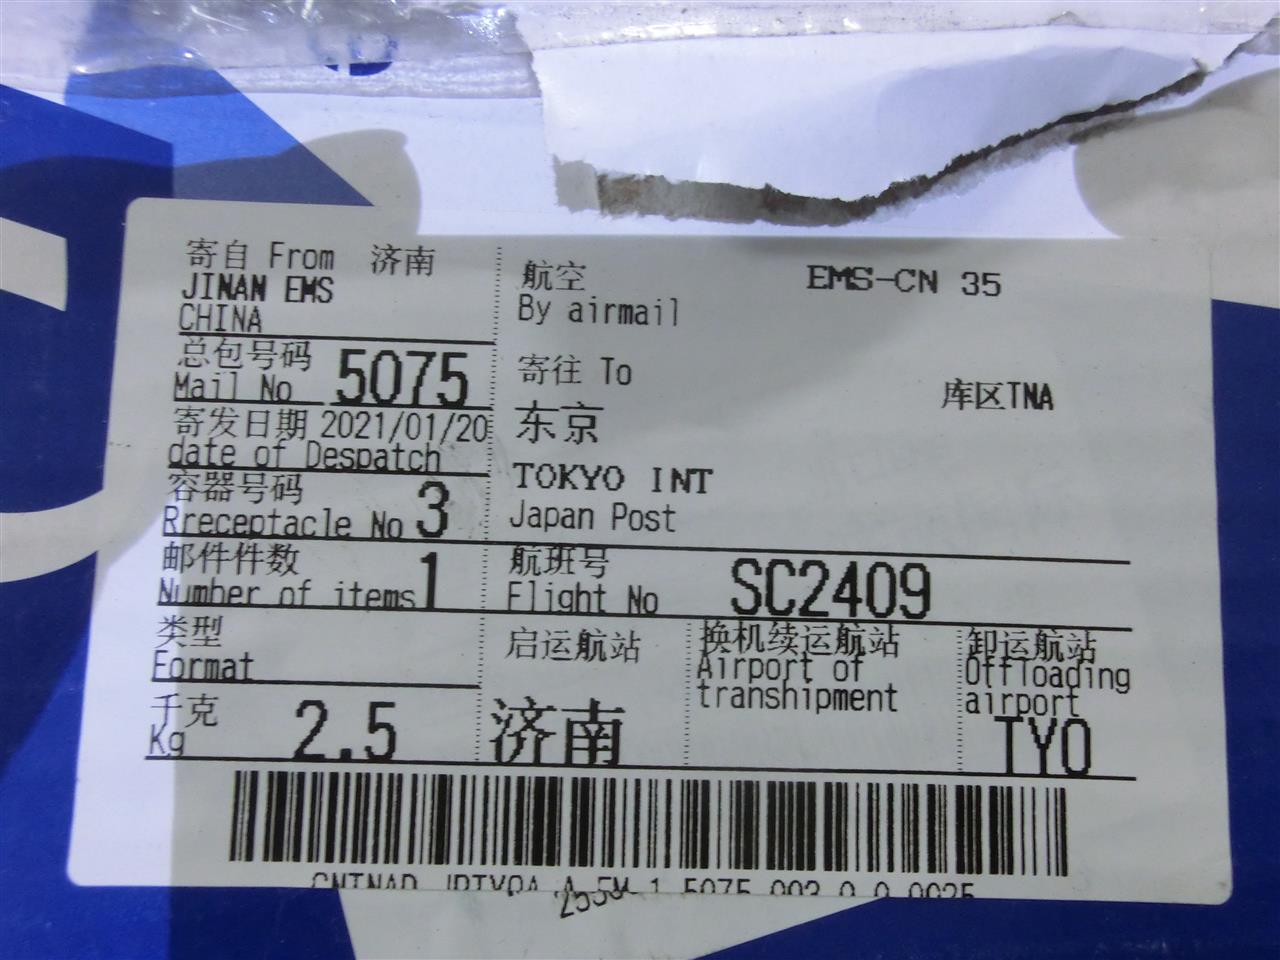 寄自 From 济南
JINAN EMS
CHINA
总包号码
Mail No 5075
寄发日期 2021/01/20
date of Despatch
容器号码
Rreceptacle No 3
邮件件数
Number of items 1
类型
Format
千克
Kg 2.5
航空 EMS-CN 35
By airmail
寄往 To
库区TNA
东京
TOKYO INT
Japan Post
航班号
Flight No SC2409
启运航站
济南
换机续运航站
Airport of
transhipment
卸运航站
Offloading
airport
TYO